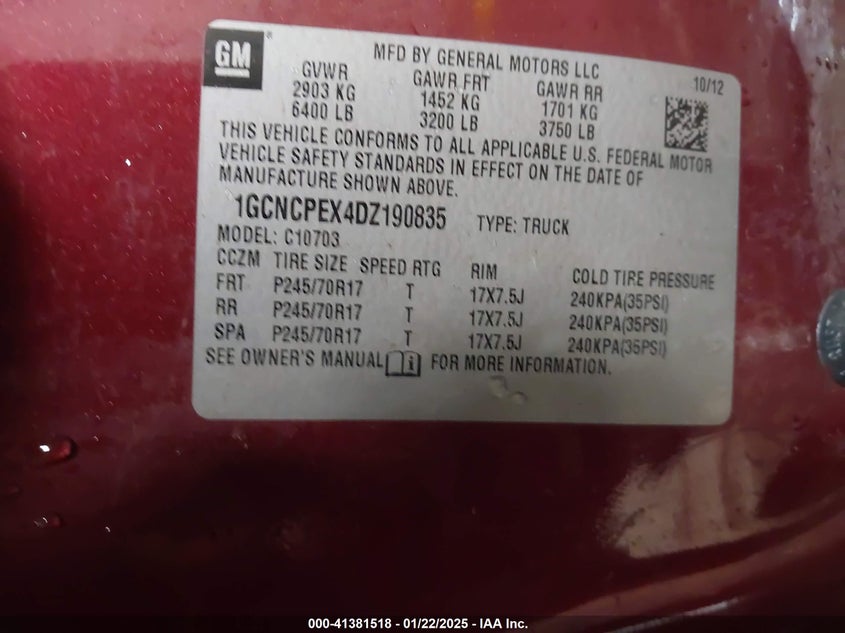 GM
MFD BY GENERAL MOTORS LLC
10/12
GVWR GAWR FRT GAWR RR
2903 KG 1452 KG 1701 KG
6400 LB 3200 LB 3750 LB
THIS VEHICLE CONFORMS TO ALL APPLICABLE U.S. FEDERAL MOTOR
VEHICLE SAFETY STANDARDS IN EFFECT ON THE DATE OF
MANUFACTURE SHOWN ABOVE.
1GCNCPEX4DZ190835 TYPE: TRUCK
MODEL: C10703
CCZM TIRE SIZE SPEED RTG RIM COLD TIRE PRESSURE
FRT P245/70R17 T 17X7.5J 240KPA(35PSI)
RR P245/70R17 T 17X7.5J 240KPA(35PSI)
SPA P245/70R17 T 17X7.5J 240KPA(35PSI)
SEE OWNER'S MANUAL FOR MORE INFORMATION.
000-41381518 - 01/22/2025 - IAA Inc.